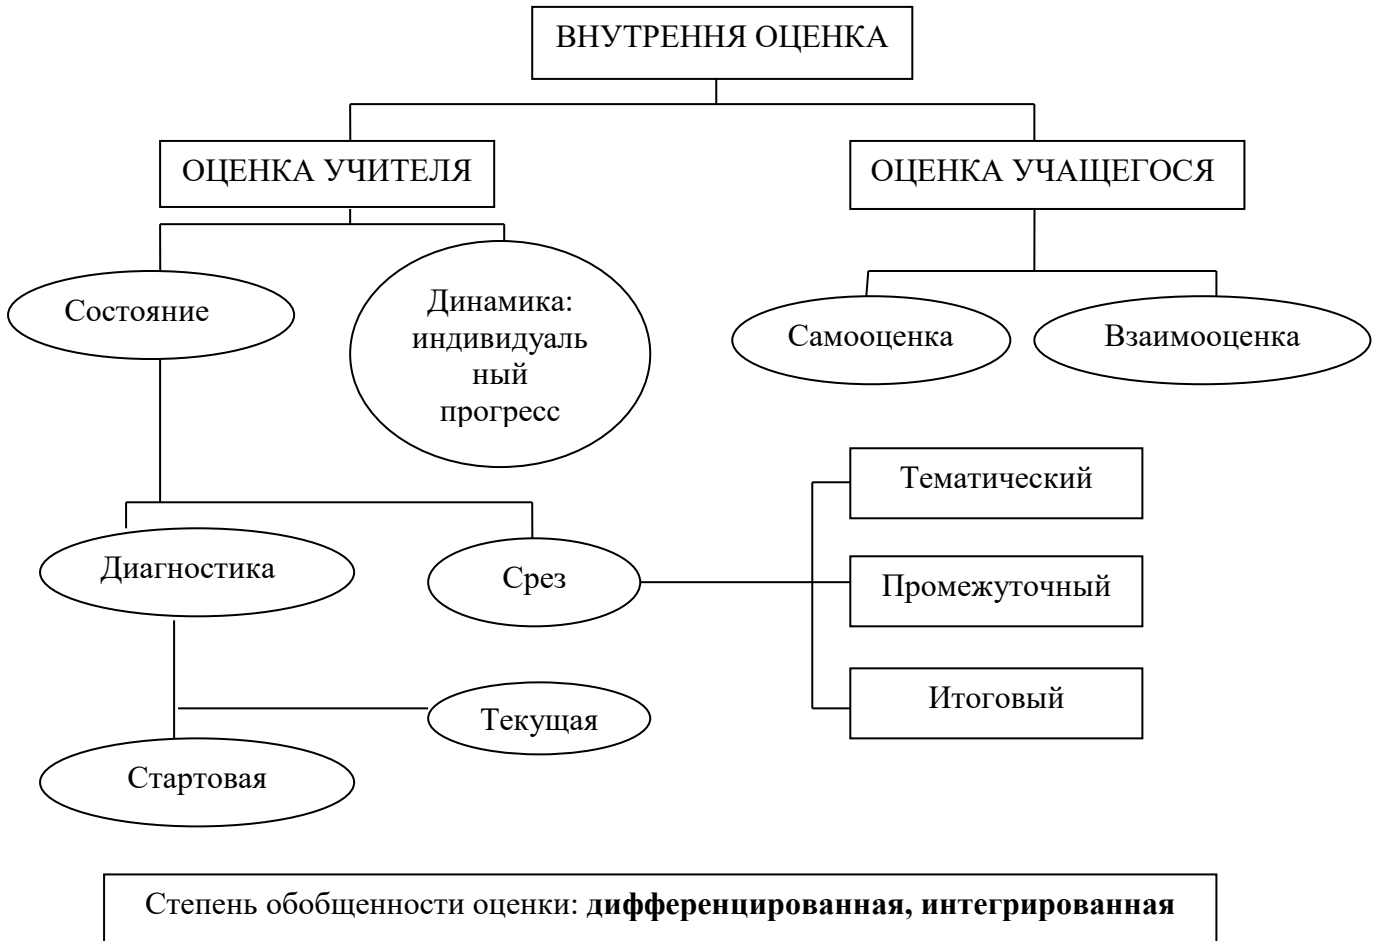 ВНУТРЕННЯ ОЦЕНКА
ОЦЕНКА УЧИТЕЛЯ
ОЦЕНКА УЧАЩЕГОСЯ
Состояние
Динамика:
индивидуаль
ный
прогресс
Самооценка
Взаимооценка
Тематический
Диагностика
Срез
Промежуточный
Текущая
Итоговый
Стартовая
Степень обобщенности оценки: дифференцированная, интегрированная